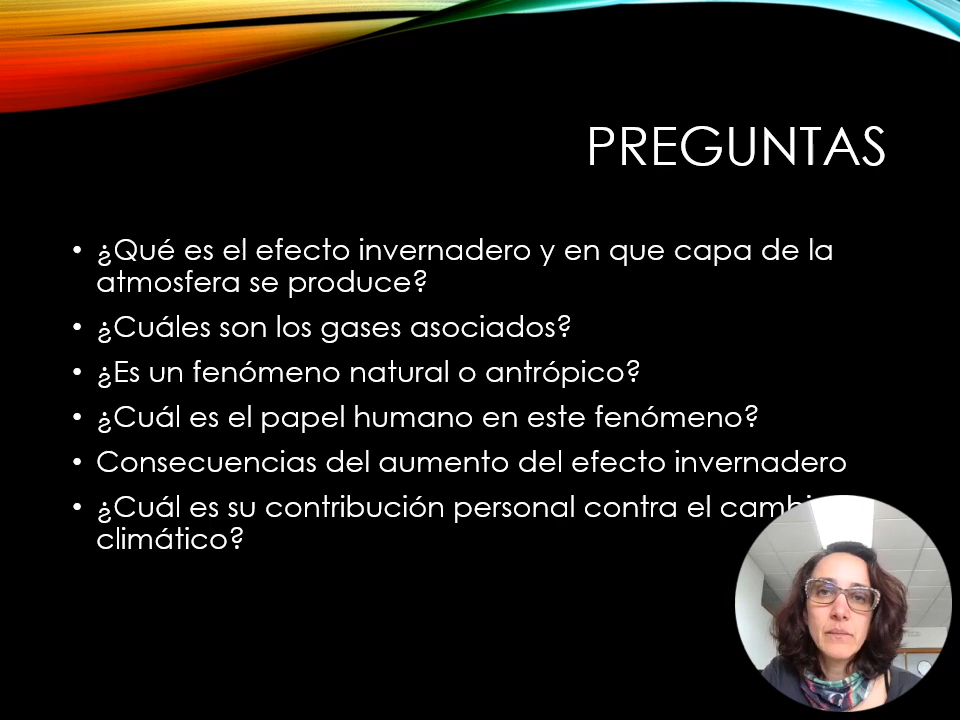 PREGUNTAS
• ¿Qué es el efecto invernadero y en que capa de la
atmosfera se produce?
• ¿Cuáles son los gases asociados?
• ¿Es un fenómeno natural o antrópico?
• ¿Cuál es el papel humano en este fenómeno?
• Consecuencias del aumento del efecto invernadero
• ¿Cuál es su contribución personal contra el cambi
climático?